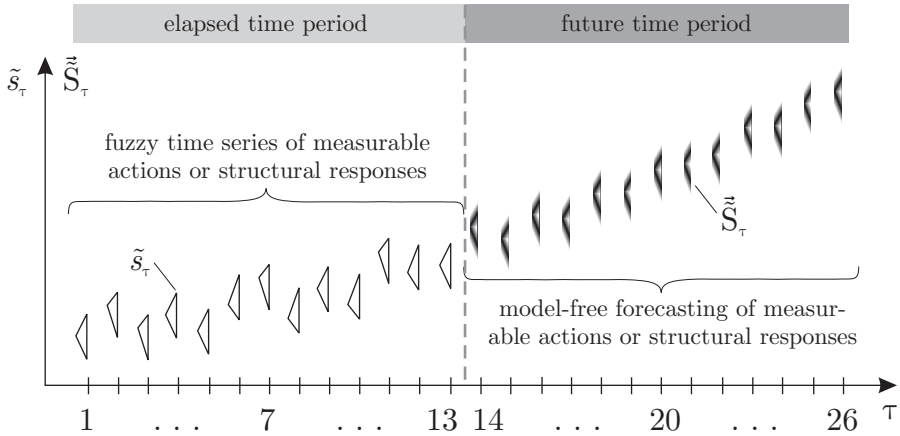 elapsed time period
future time period
s̃τ
S⃗̃τ
fuzzy time series of measurable
actions or structural responses
s̃τ
S⃗̃τ
model-free forecasting of measur-
able actions or structural responses
1 . . . 7 . . . 13 14 . . . 20 . . . 26 τ